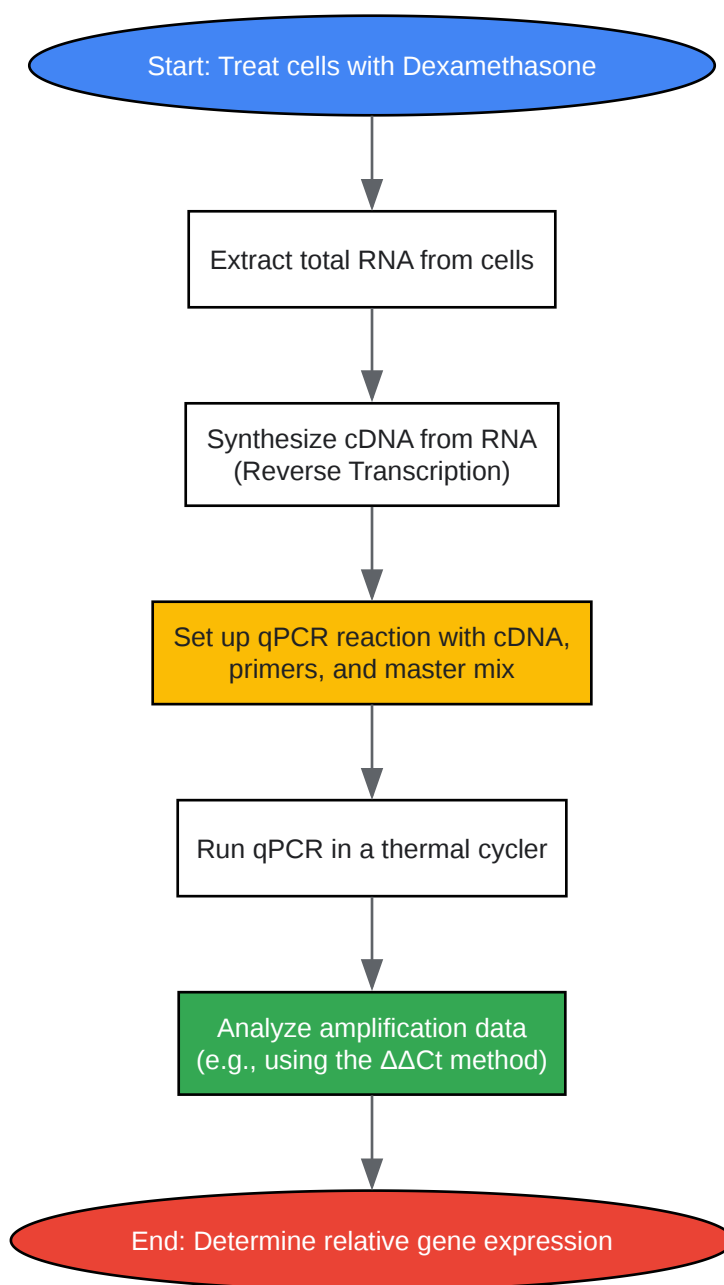 Start: Treat cells with Dexamethasone
Extract total RNA from cells
Synthesize cDNA from RNA
(Reverse Transcription)
Set up qPCR reaction with cDNA,
primers, and master mix
Run qPCR in a thermal cycler
Analyze amplification data
(e.g., using the ΔΔCt method)
End: Determine relative gene expression